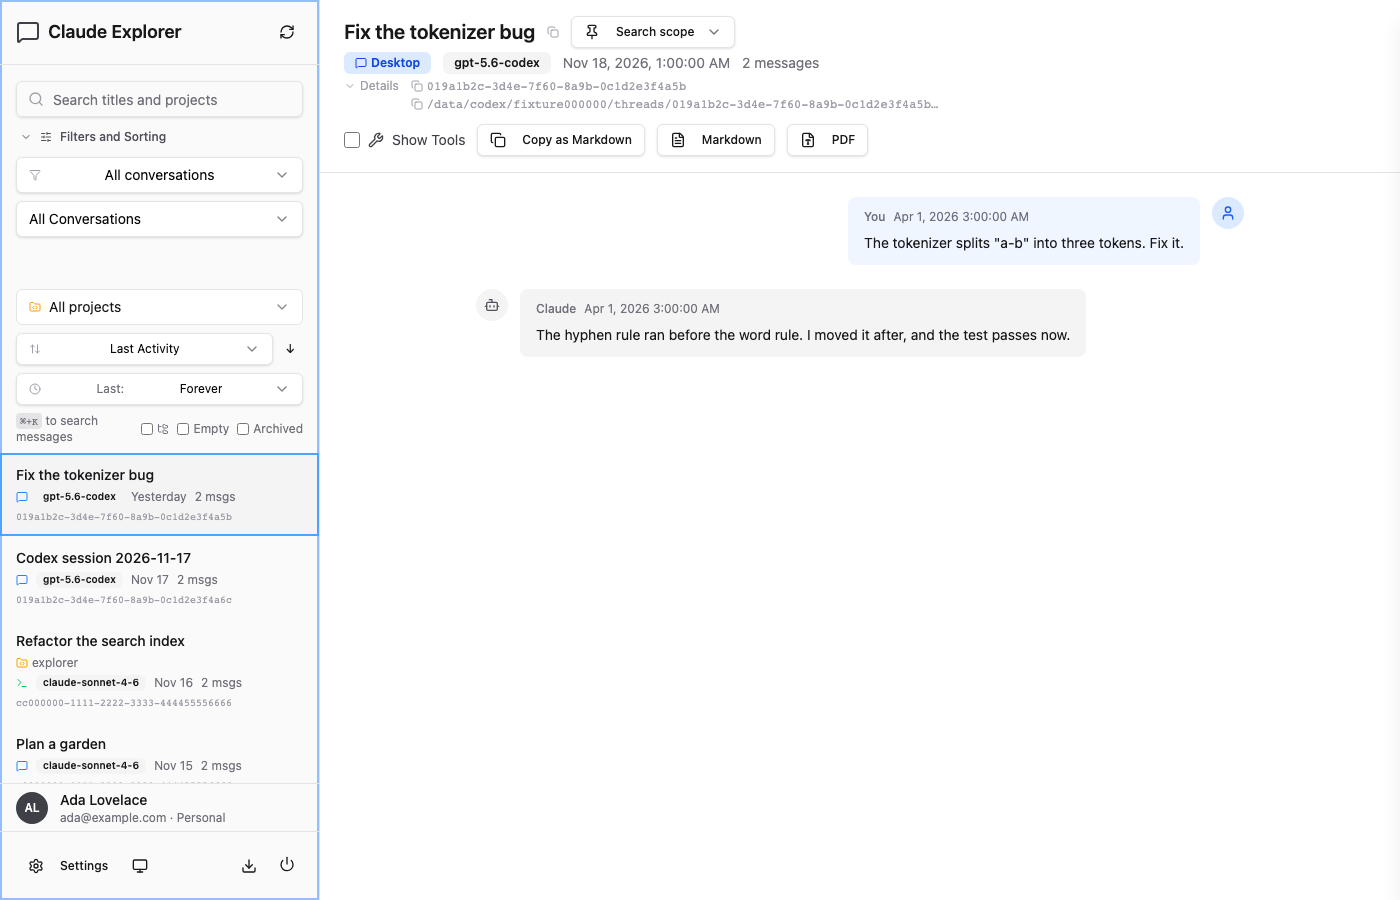 Claude Explorer
Search titles and projects
Filters and Sorting
All conversations
All Conversations
All projects
Last Activity
Last: Forever
⌘+K to search messages
Empty
Archived
Fix the tokenizer bug
gpt-5.6-codex Yesterday 2 msgs
019a1b2c-3d4e-7f60-8a9b-0c1d2e3f4a5b
Codex session 2026-11-17
gpt-5.6-codex Nov 17 2 msgs
019a1b2c-3d4e-7f60-8a9b-0c1d2e3f4a6c
Refactor the search index
explorer
claude-sonnet-4-6 Nov 16 2 msgs
cc000000-1111-2222-3333-444455556666
Plan a garden
claude-sonnet-4-6 Nov 15 2 msgs
AL
Ada Lovelace
ada@example.com · Personal
Settings
Fix the tokenizer bug
Search scope
Desktop gpt-5.6-codex Nov 18, 2026, 1:00:00 AM 2 messages
Details 019a1b2c-3d4e-7f60-8a9b-0c1d2e3f4a5b
/data/codex/fixture000000/threads/019a1b2c-3d4e-7f60-8a9b-0c1d2e3f4a5b…
Show Tools
Copy as Markdown
Markdown
PDF
You Apr 1, 2026 3:00:00 AM
The tokenizer splits "a-b" into three tokens. Fix it.
Claude Apr 1, 2026 3:00:00 AM
The hyphen rule ran before the word rule. I moved it after, and the test passes now.